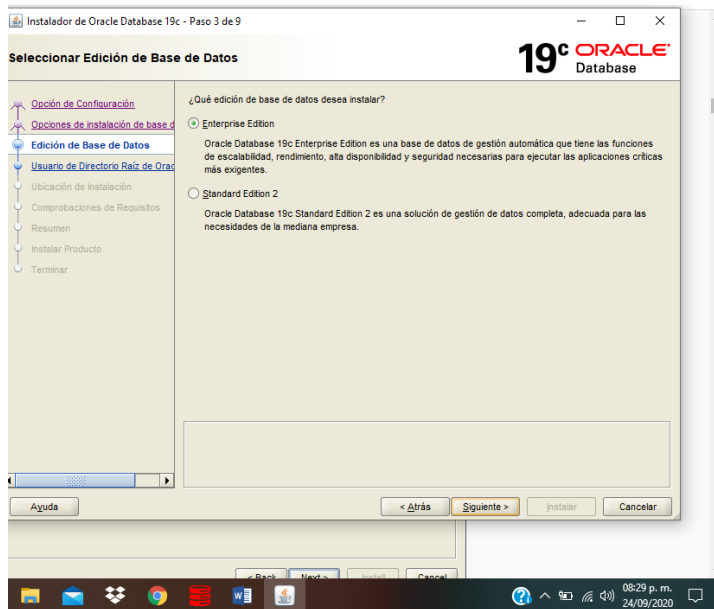 Instalador de Oracle Database 19c - Paso 3 de 9
Seleccionar Edición de Base de Datos
19c ORACLE
Database
Opción de Configuración
Opciones de instalación de base d
Edición de Base de Datos
Usuario de Directorio Raíz de Orac
Ubicación de Instalación
Comprobaciones de Requisitos
Resumen
Instalar Producto
Terminar
¿Qué edición de base de datos desea instalar?
Enterprise Edition
Oracle Database 19c Enterprise Edition es una base de datos de gestión automática que tiene las funciones
de escalabilidad, rendimiento, alta disponibilidad y seguridad necesarias para ejecutar las aplicaciones críticas
más exigentes.
Standard Edition 2
Oracle Database 19c Standard Edition 2 es una solución de gestión de datos completa, adecuada para las
necesidades de la mediana empresa.
Ayuda
< Atrás
Siguiente >
Instalar
Cancelar
< Back
Next >
Install
Cancel
08:29 p. m.
24/09/2020